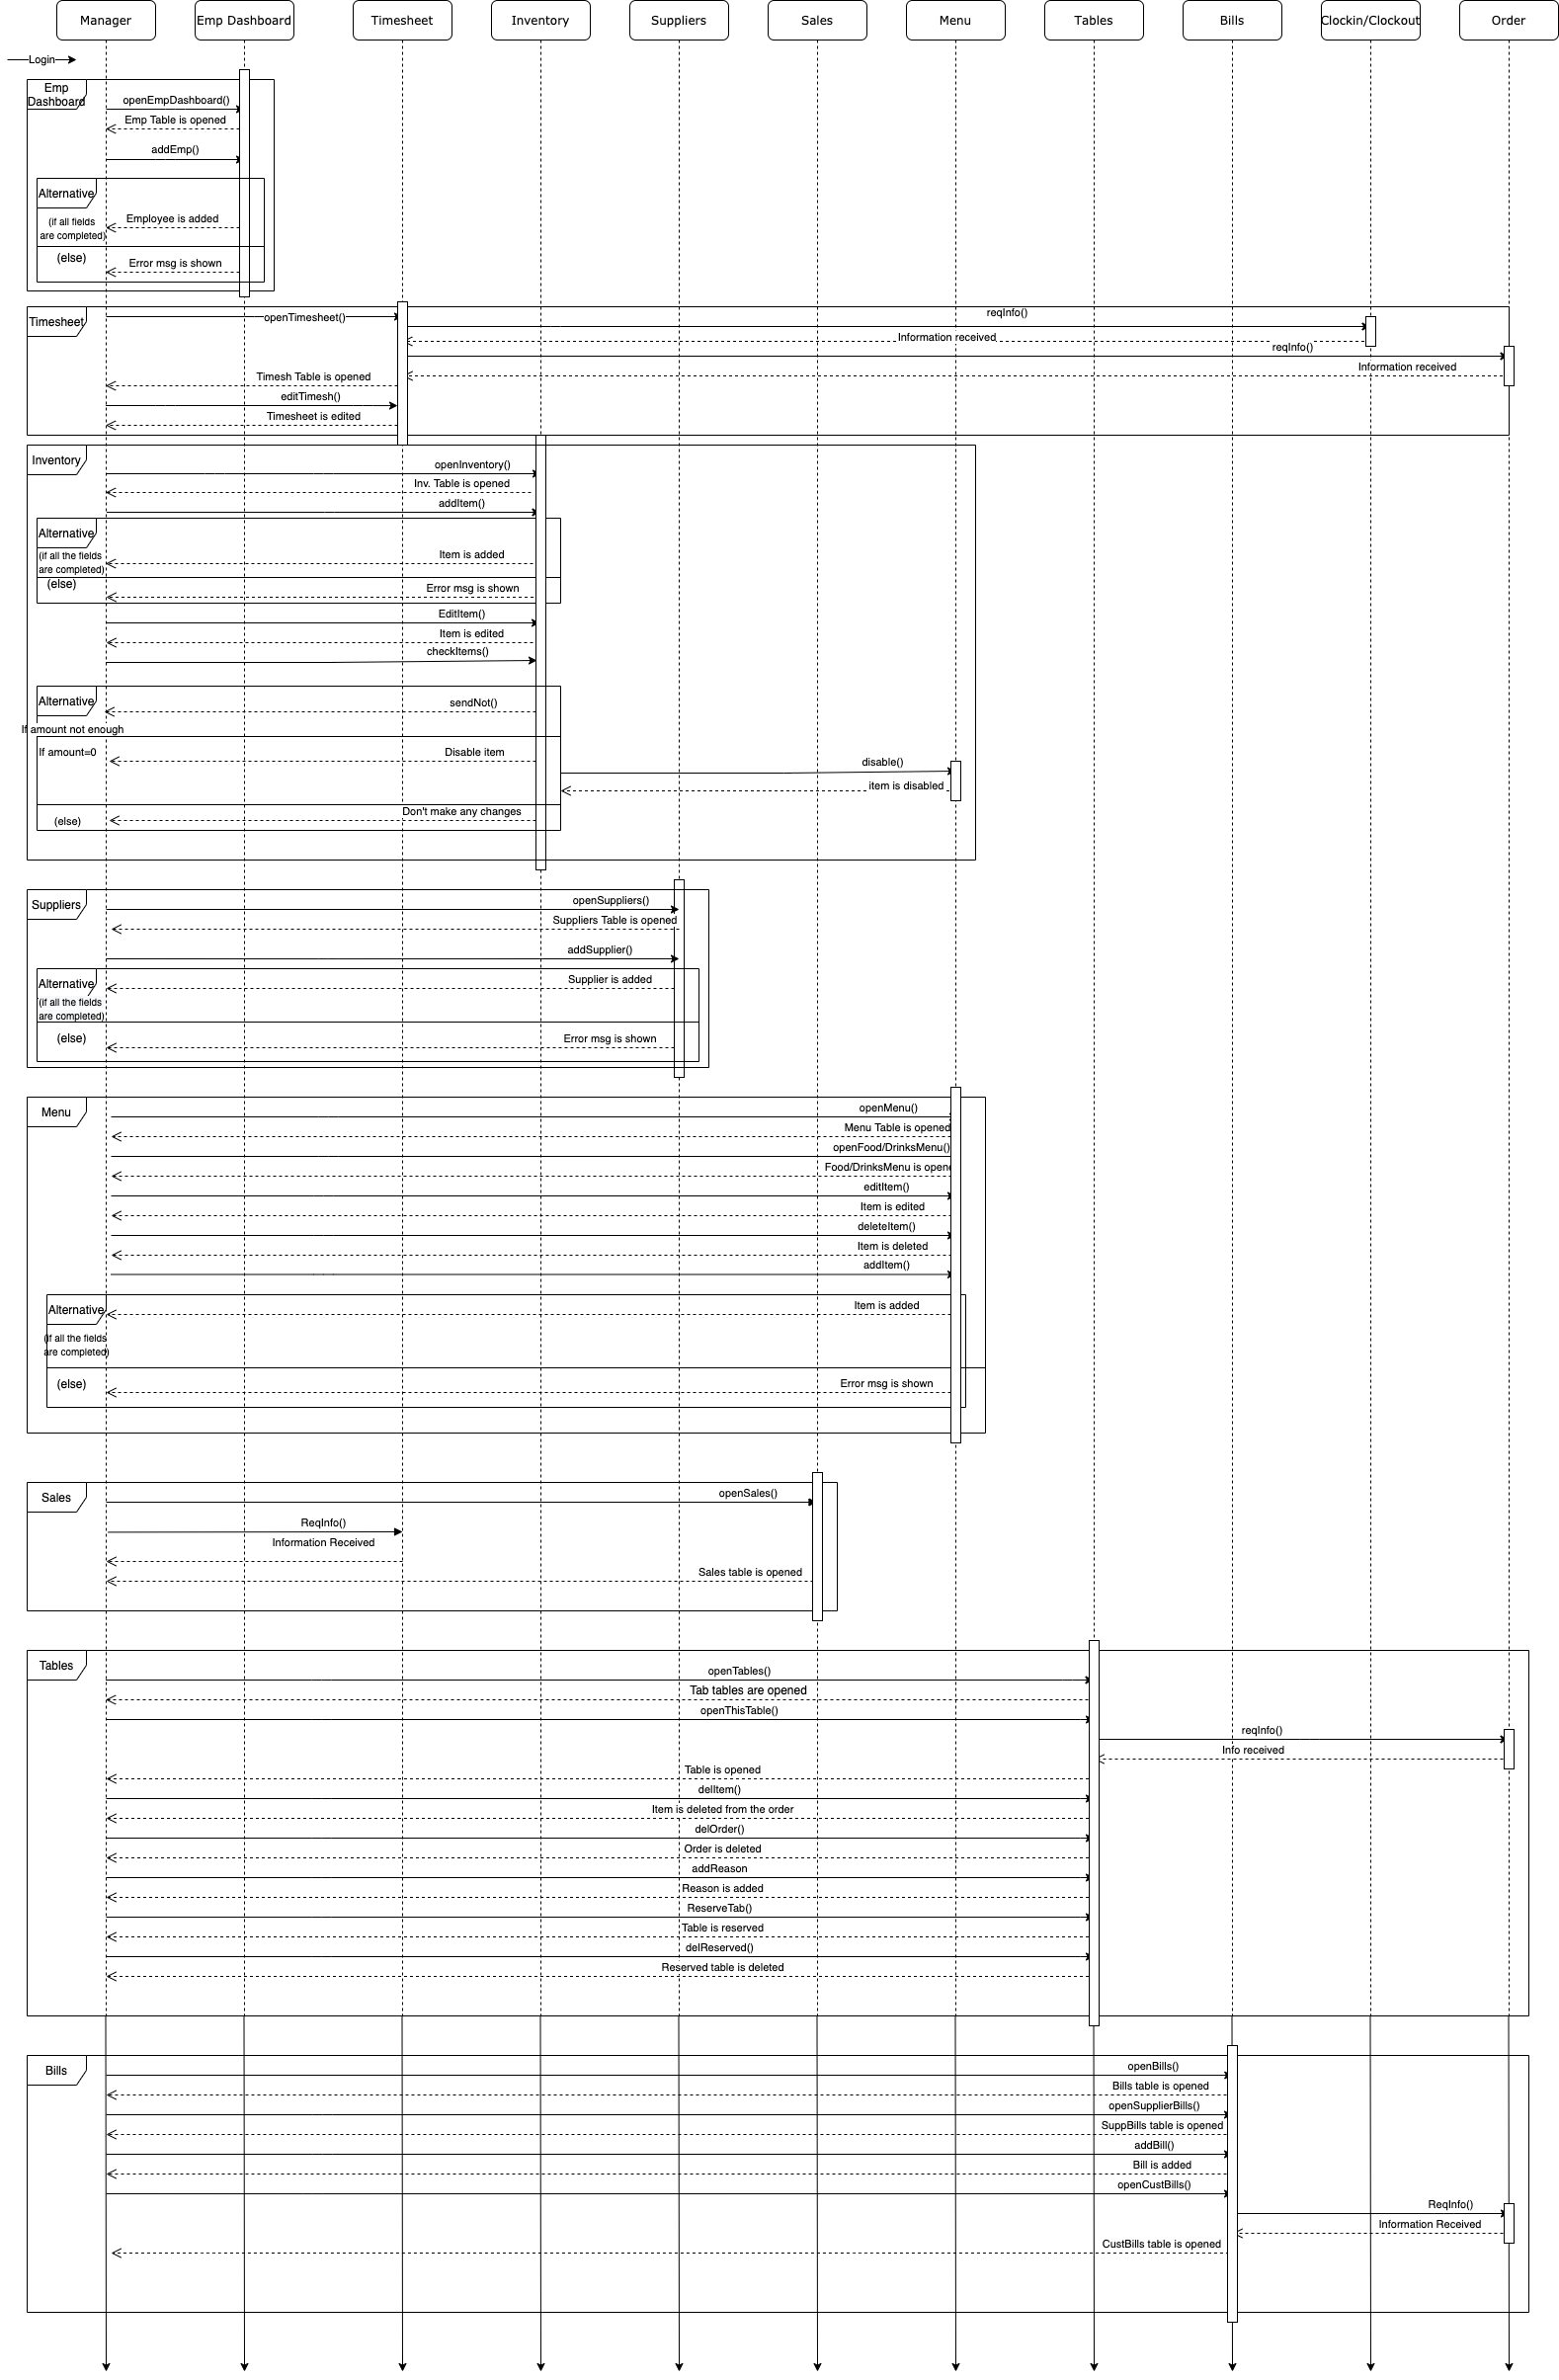 Manager
Emp Dashboard
Timesheet
Inventory
Suppliers
Sales
Menu
Tables
Bills
Clockin/Clockout
Order
Login
Emp
Dashboard
openEmpDashboard()
Emp Table is opened
addEmp()
Alternative
(if all fields
are completed)
Employee is added
(else)
Error msg is shown
Timesheet
openTimesheet()
reqInfo()
Information received
reqInfo()
Information received
Timesh Table is opened
editTimesh()
Timesheet is edited
Inventory
openInventory()
Inv. Table is opened
addItem()
Alternative
(if all the fields
are completed)
Item is added
(else)
Error msg is shown
EditItem()
Item is edited
checkItems()
Alternative
sendNot()
If amount not enough
If amount=0
Disable item
disable()
item is disabled
Don't make any changes
(else)
Suppliers
openSuppliers()
Suppliers Table is opened
addSupplier()
Alternative
Supplier is added
(if all the fields
are completed)
(else)
Error msg is shown
Menu
openMenu()
Menu Table is opened
openFood/DrinksMenu()
Food/DrinksMenu is opene
editItem()
Item is edited
deleteItem()
Item is deleted
addItem()
Alternative
Item is added
(if all the fields
are completed)
(else)
Error msg is shown
Sales
openSales()
ReqInfo()
Information Received
Sales table is opened
Tables
openTables()
Tab tables are opened
openThisTable()
reqInfo()
Info received
Table is opened
delItem()
Item is deleted from the order
delOrder()
Order is deleted
addReason
Reason is added
ReserveTab()
Table is reserved
delReserved()
Reserved table is deleted
Bills
openBills()
Bills table is opened
openSupplierBills()
SuppBills table is opened
addBill()
Bill is added
openCustBills()
ReqInfo()
Information Received
CustBills table is opened